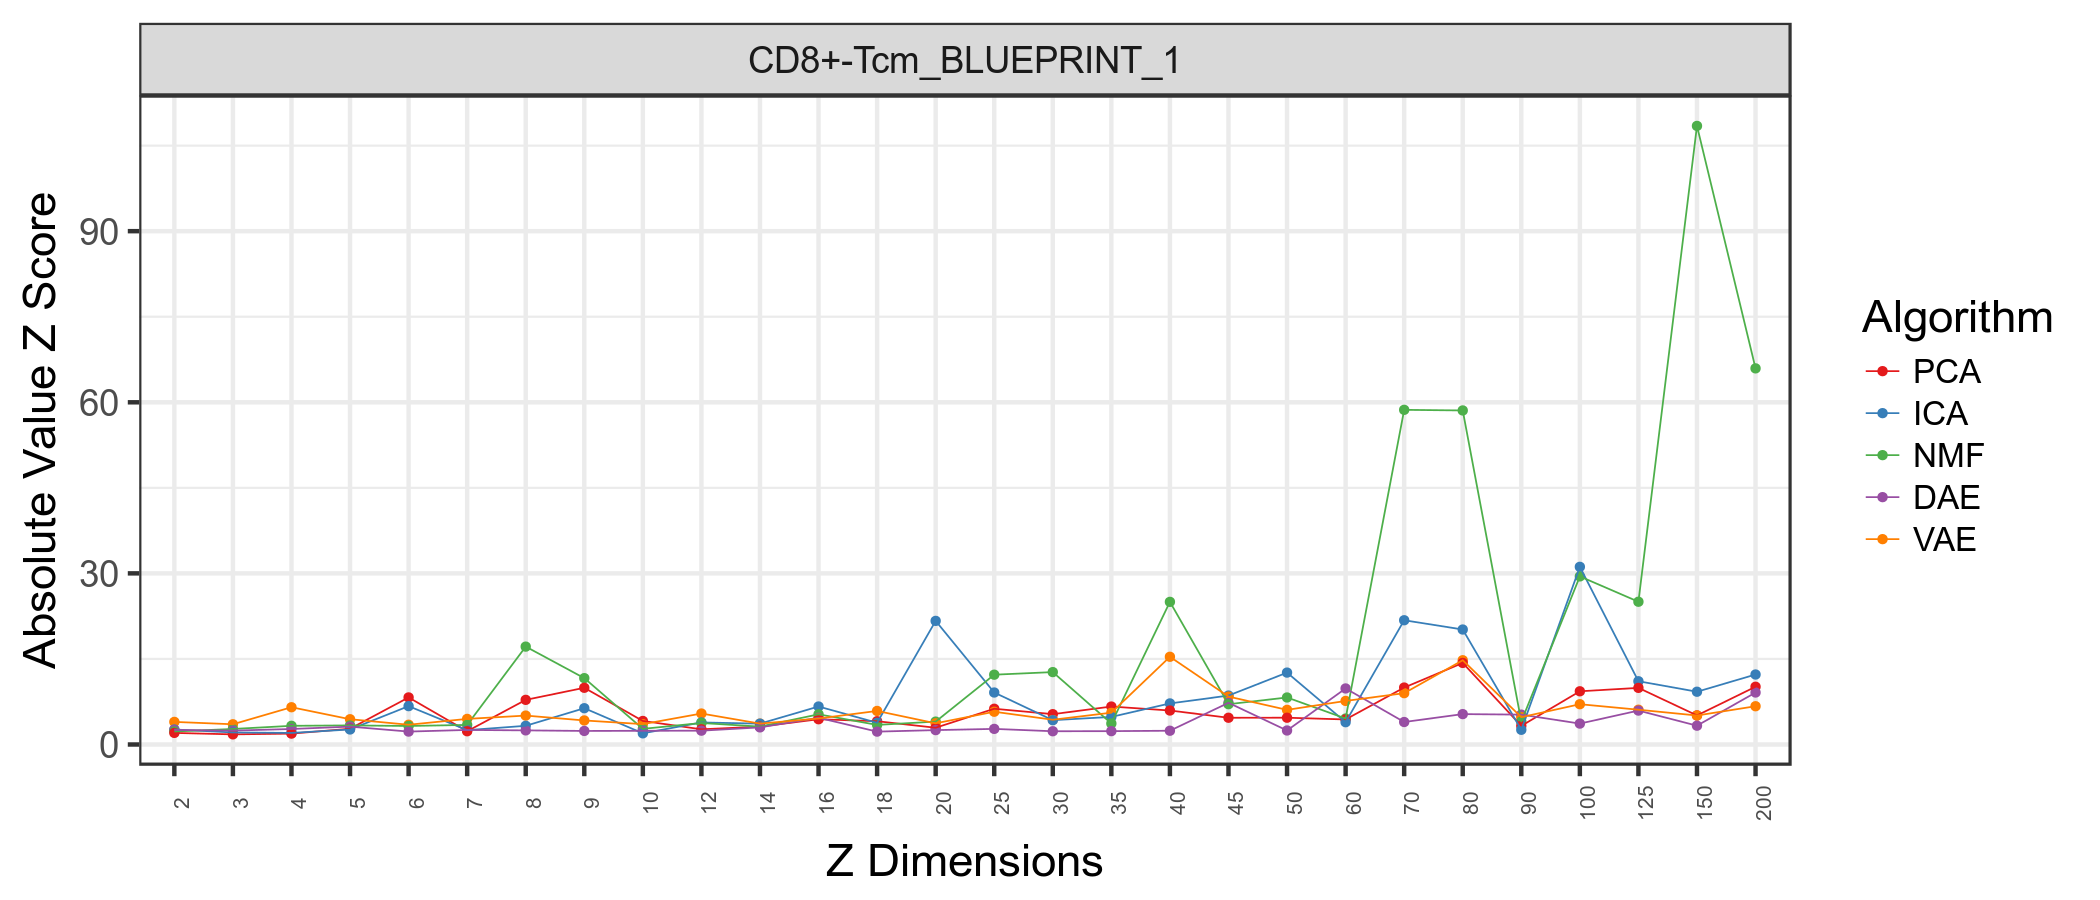 CD8+-Tcm_BLUEPRINT_1
Absolute Value Z Score
90
60
30
0
2 3 4 5 6 7 8 9 10 12 14 16 18 20 25 30 35 40 45 50 60 70 80 90 100 125 150 200
Z Dimensions
Algorithm
PCA
ICA
NMF
DAE
VAE